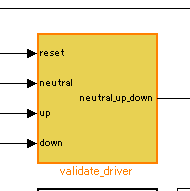 reset
neutral
neutral_up_down
up
down
validate_driver